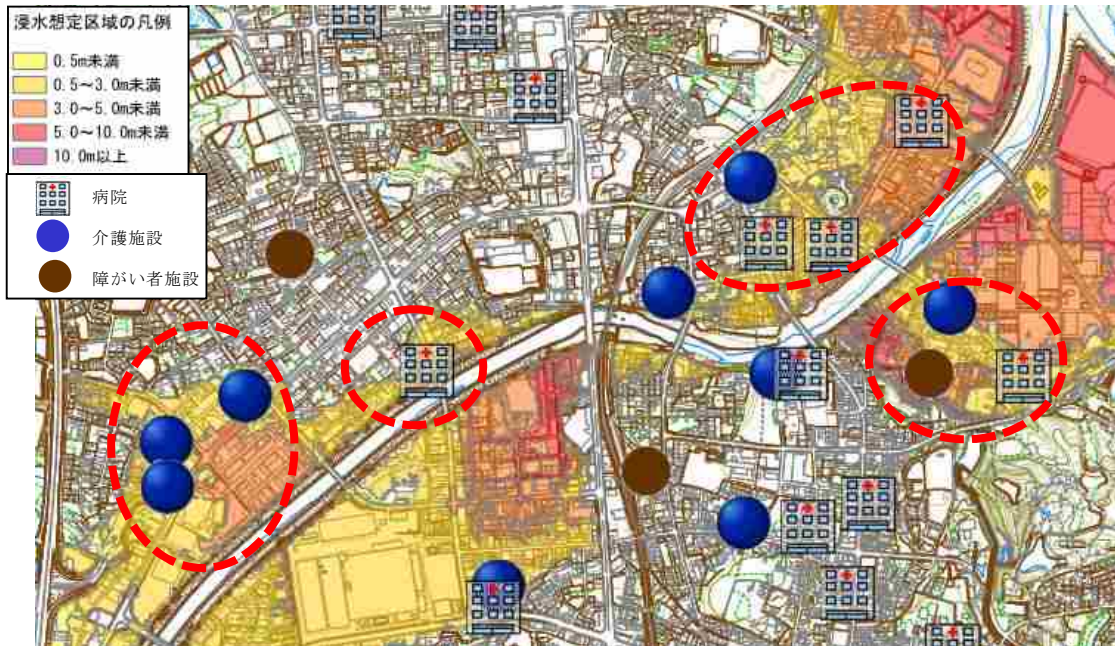 浸水想定区域の凡例
0.5m未満
0.5~3.0m未満
3.0~5.0m未満
5.0~10.0m未満
10.0m以上
病院
介護施設
障がい者施設